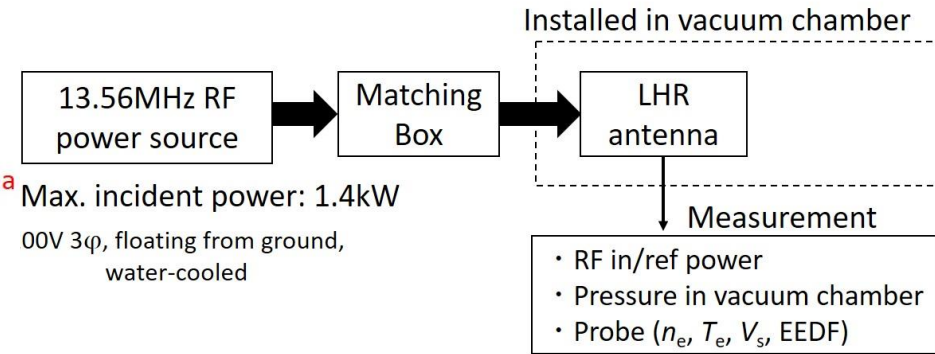 Installed in vacuum chamber
13.56MHz RF
power source
Matching
Box
LHR
antenna
a
Max. incident power: 1.4kW
00V 3φ, floating from ground,
water-cooled
Measurement
・RF in/ref power
・Pressure in vacuum chamber
・Probe (nₑ, Tₑ, Vₛ, EEDF)